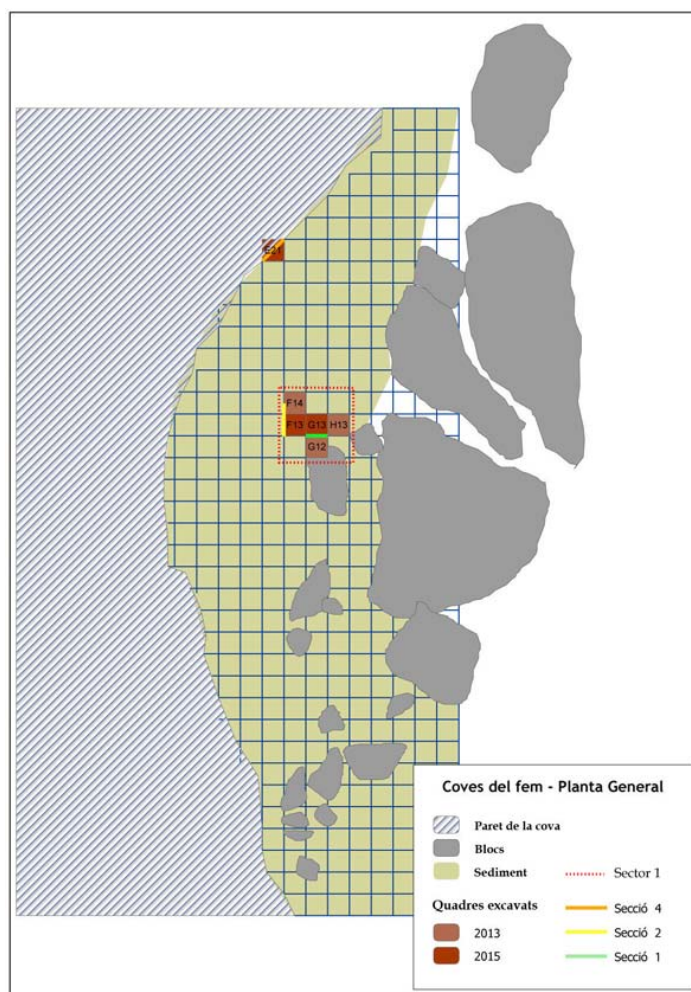 E21
F14
F13 G13 H13
G12
Coves del fem - Planta General
Paret de la cova
Blocs
Sediment
Sector 1
Quadres excavats
Secció 4
2013
Secció 2
2015
Secció 1